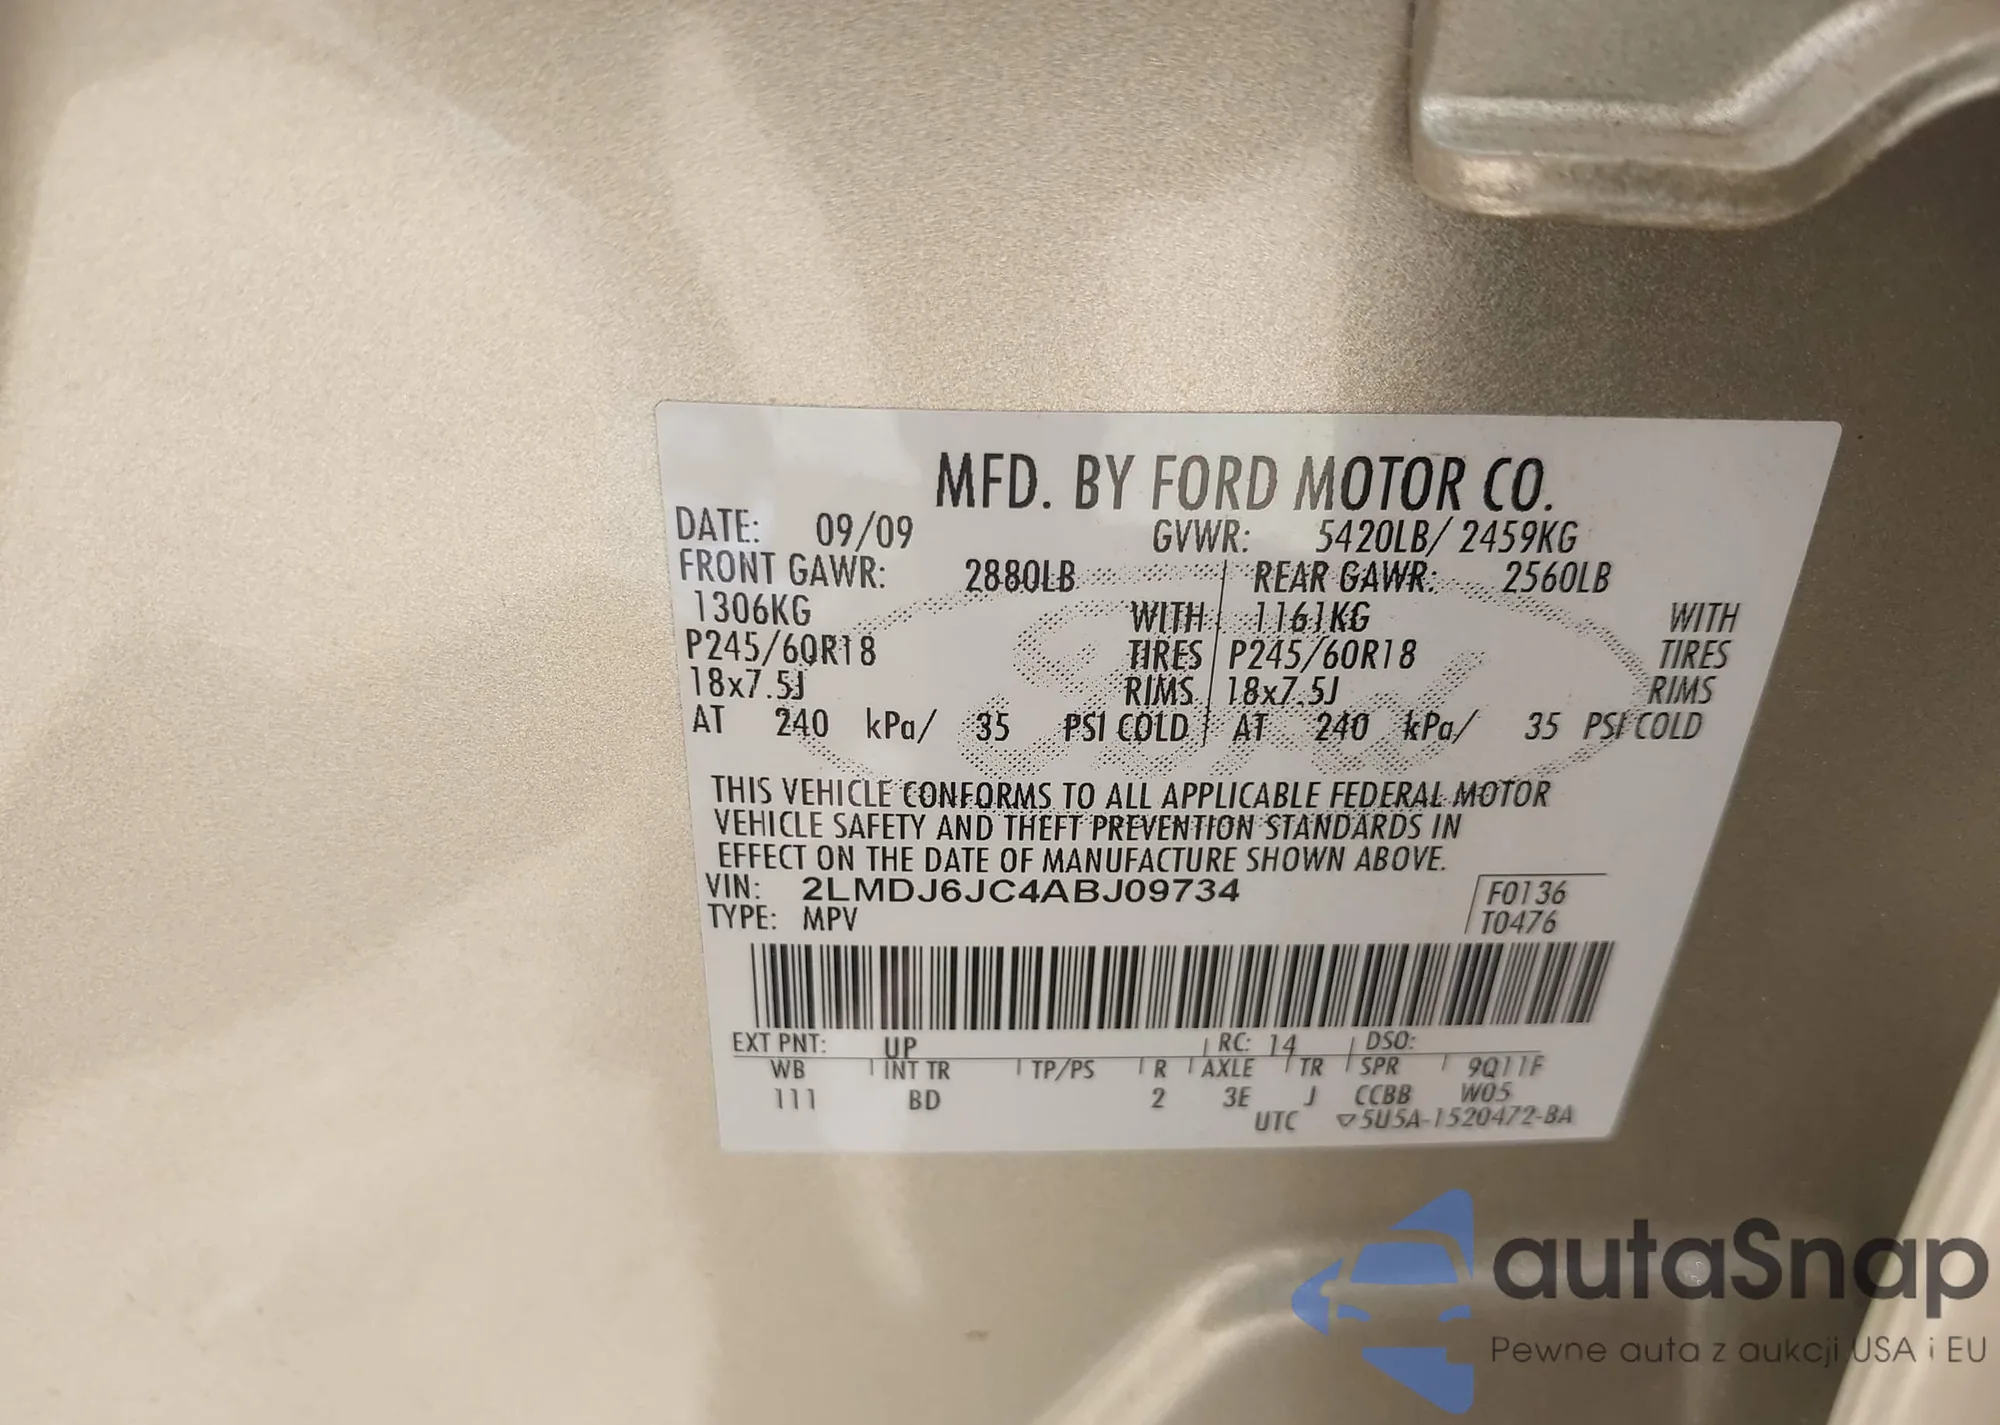 MFD. BY FORD MOTOR CO.
DATE: 09/09 GVWR: 5420LB/ 2459KG
FRONT GAWR: 2880LB REAR GAWR: 2560LB
1306KG WITH 1161KG WITH
P245/60R18 TIRES P245/60R18 TIRES
18x7.5J RIMS 18x7.5J RIMS
AT 240 kPa/ 35 PSI COLD AT 240 kPa/ 35 PSI COLD
THIS VEHICLE CONFORMS TO ALL APPLICABLE FEDERAL MOTOR
VEHICLE SAFETY AND THEFT PREVENTION STANDARDS IN
EFFECT ON THE DATE OF MANUFACTURE SHOWN ABOVE.
VIN: 2LMDJ6JC4ABJ09734 F0136
TYPE: MPV T0476
EXT PNT: UP RC: 14 DSO:
WB INT TR TP/PS R AXLE TR SPR 9Q11F
111 BD 2 3E J CCBB W05
UTC ▽5U5A-1520472-BA
autaSnap
Pewne auta z aukcji USA i EU